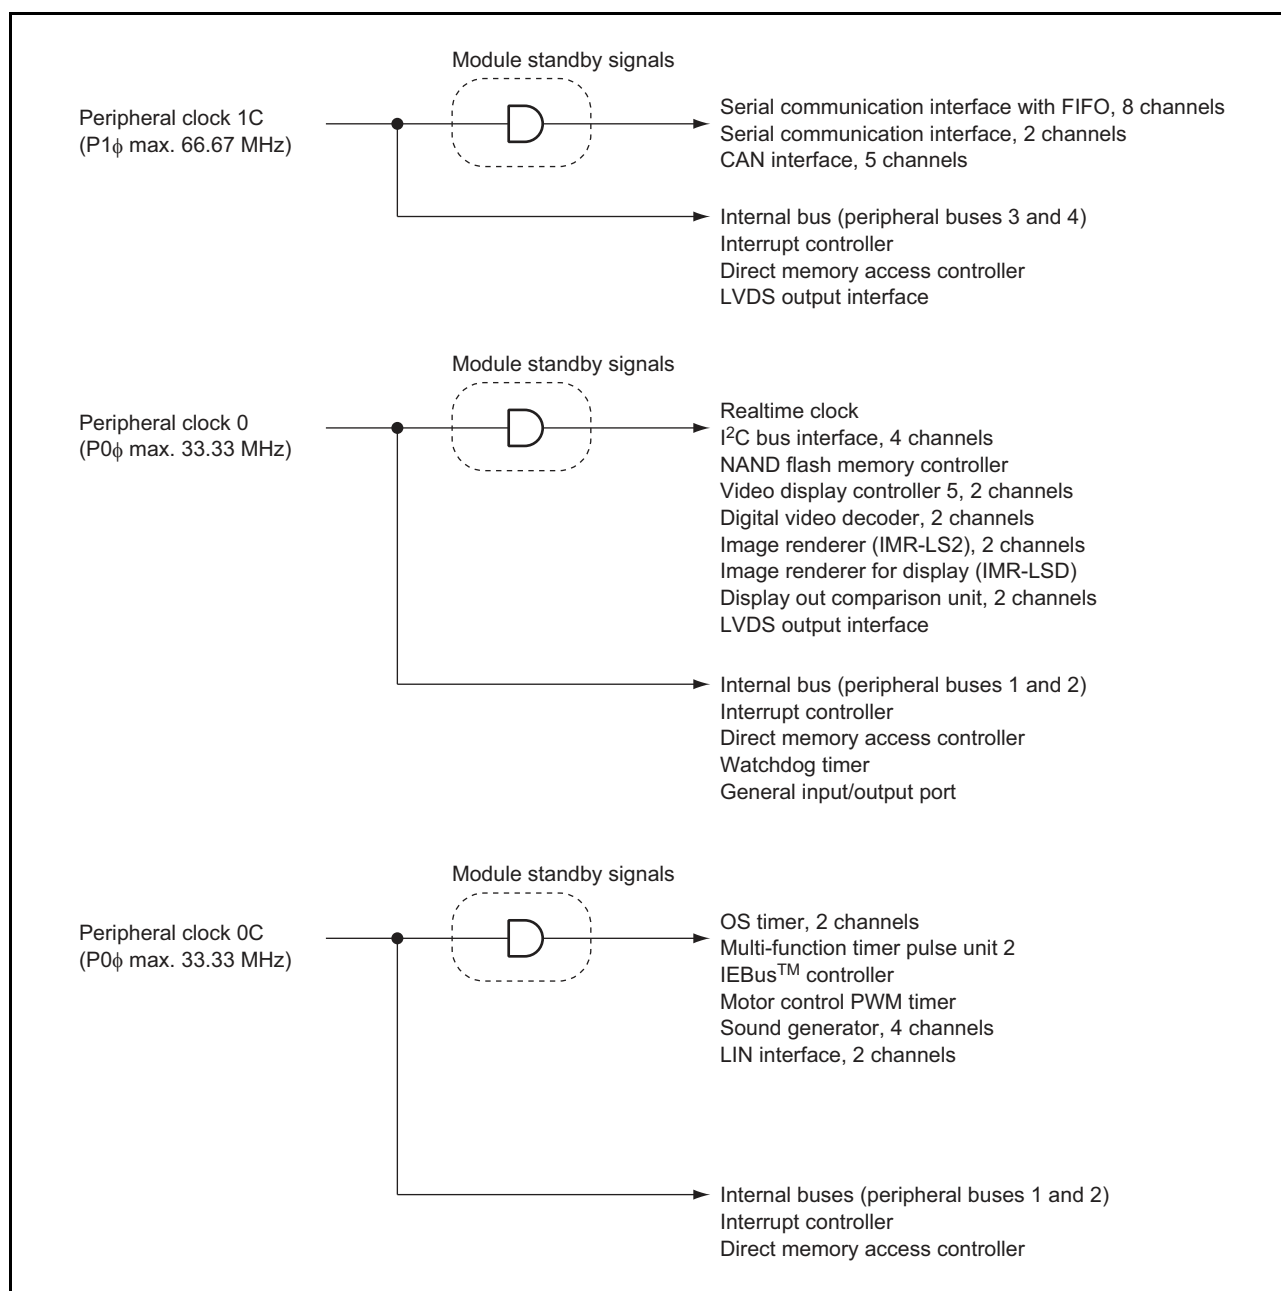 Module standby signals
Peripheral clock 1C
(P1ϕ max. 66.67 MHz)
Serial communication interface with FIFO, 8 channels
Serial communication interface, 2 channels
CAN interface, 5 channels
Internal bus (peripheral buses 3 and 4)
Interrupt controller
Direct memory access controller
LVDS output interface
Module standby signals
Peripheral clock 0
(P0ϕ max. 33.33 MHz)
Realtime clock
I²C bus interface, 4 channels
NAND flash memory controller
Video display controller 5, 2 channels
Digital video decoder, 2 channels
Image renderer (IMR-LS2), 2 channels
Image renderer for display (IMR-LSD)
Display out comparison unit, 2 channels
LVDS output interface
Internal bus (peripheral buses 1 and 2)
Interrupt controller
Direct memory access controller
Watchdog timer
General input/output port
Module standby signals
Peripheral clock 0C
(P0ϕ max. 33.33 MHz)
OS timer, 2 channels
Multi-function timer pulse unit 2
IEBus™ controller
Motor control PWM timer
Sound generator, 4 channels
LIN interface, 2 channels
Internal buses (peripheral buses 1 and 2)
Interrupt controller
Direct memory access controller